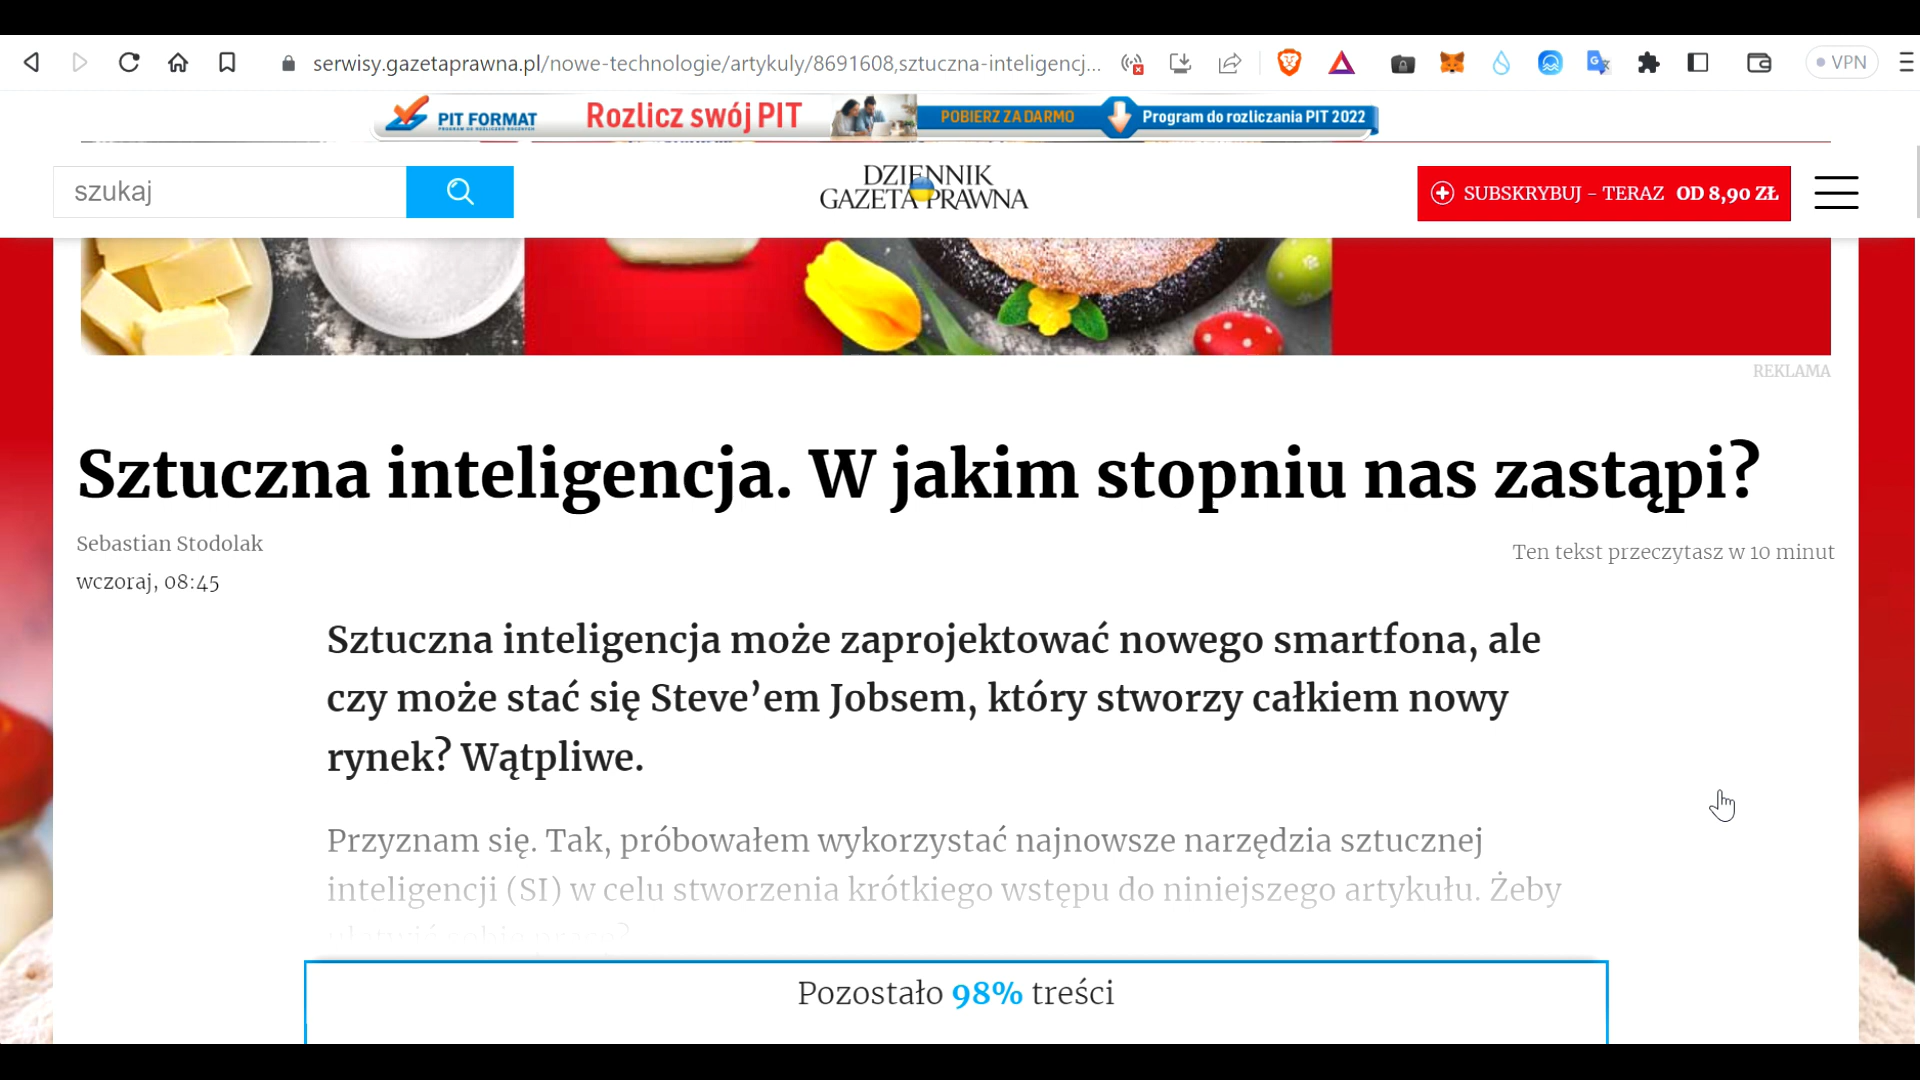 serwisy.gazetaprawna.pl/nowe-technologie/artykuly/8691608,sztuczna-inteligencj...
VPN
PIT FORMAT
Rozlicz swój PIT
POBIERZ ZA DARMO
Program do rozliczania PIT 2022
szukaj
DZIENNIK
GAZETA PRAWNA
SUBSKRYBUJ - TERAZ OD 8,90 ZŁ
REKLAMA
Sztuczna inteligencja. W jakim stopniu nas zastąpi?
Sebastian Stodolak
Ten tekst przeczytasz w 10 minut
wczoraj, 08:45
Sztuczna inteligencja może zaprojektować nowego smartfona, ale
czy może stać się Steve’em Jobsem, który stworzy całkiem nowy
rynek? Wątpliwe.
Przyznam się. Tak, próbowałem wykorzystać najnowsze narzędzia sztucznej
inteligencji (SI) w celu stworzenia krótkiego wstępu do niniejszego artykułu. Żeby
Pozostało 98% treści